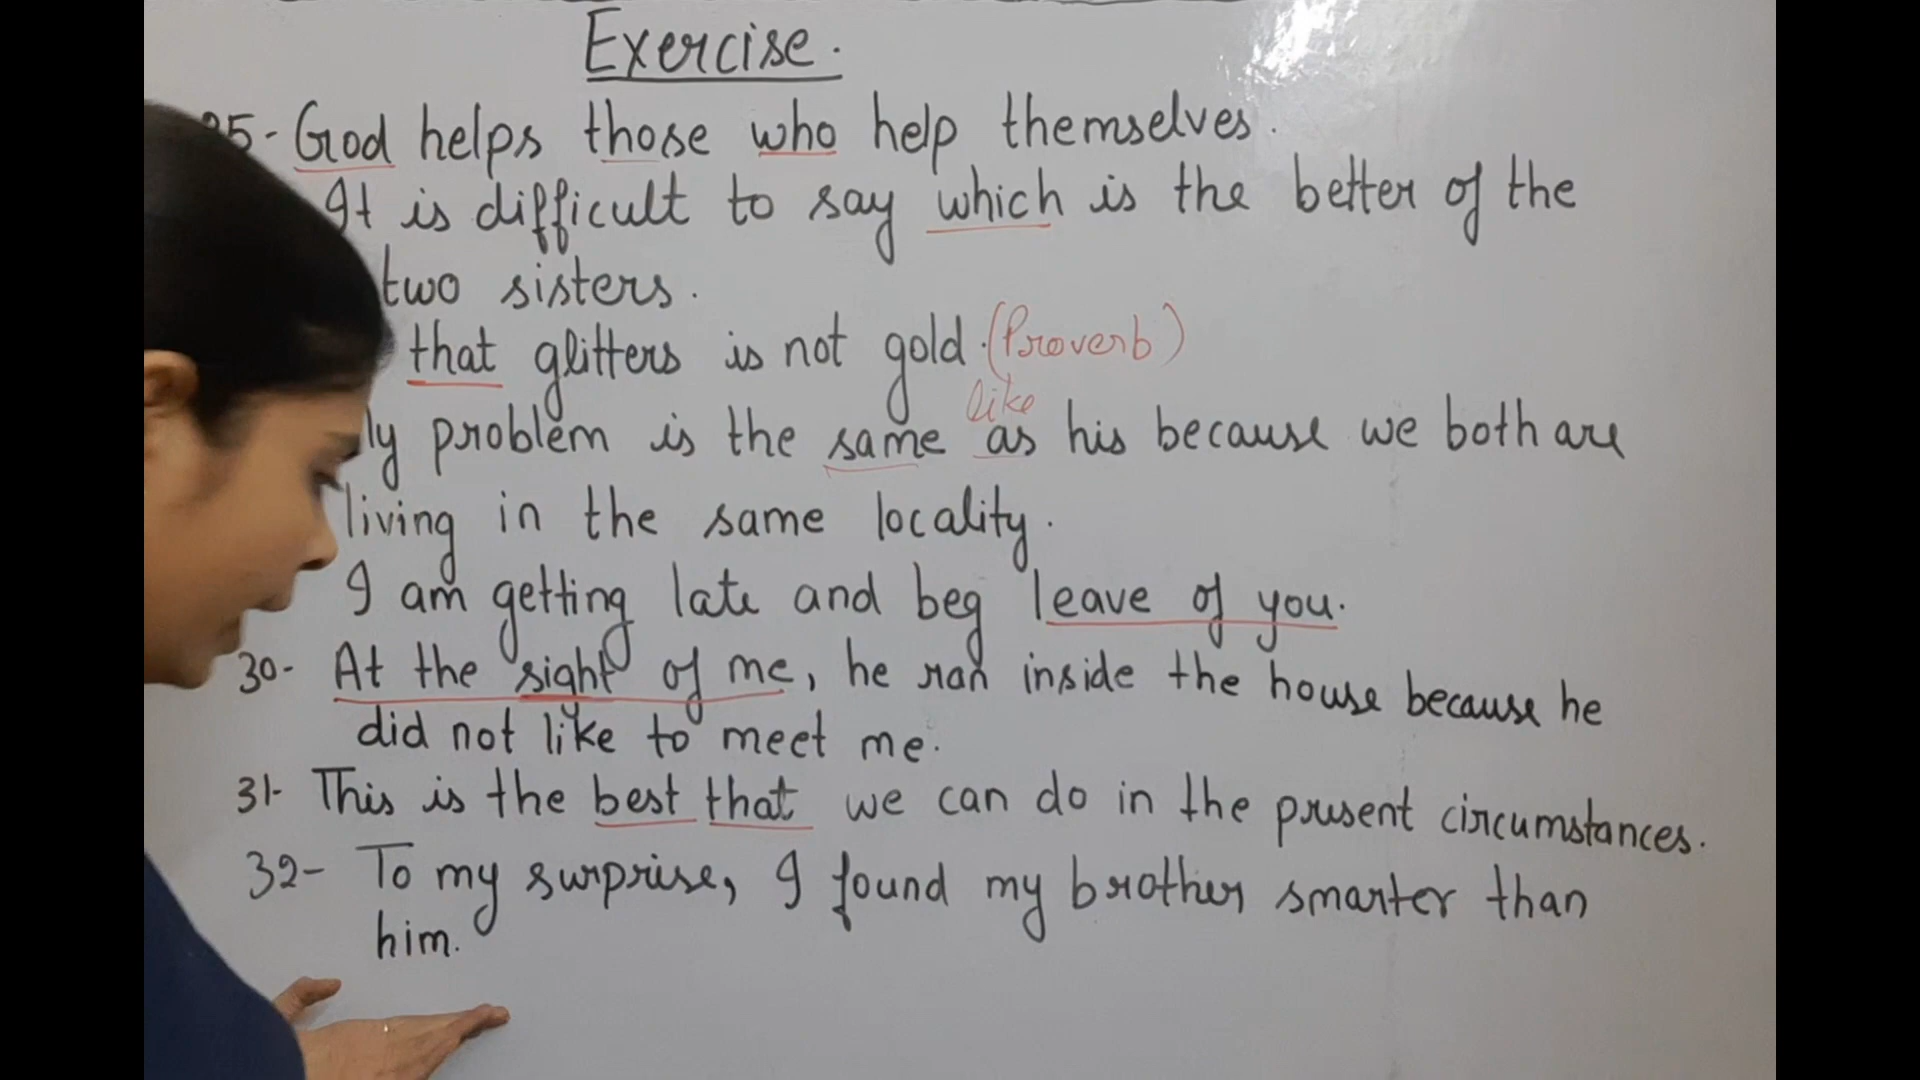 Exercise.
25- God helps those who help themselves.
It is difficult to say which is the better of the
two sisters.
that glitters is not gold. (Proverb)
like
problem is the same as his because we both are
living in the same locality.
I am getting late and beg leave of you.
30- At the sight of me, he ran inside the house because he
did not like to meet me.
31- This is the best that we can do in the present circumstances.
32- To my surprise, I found my brother smarter than
him.